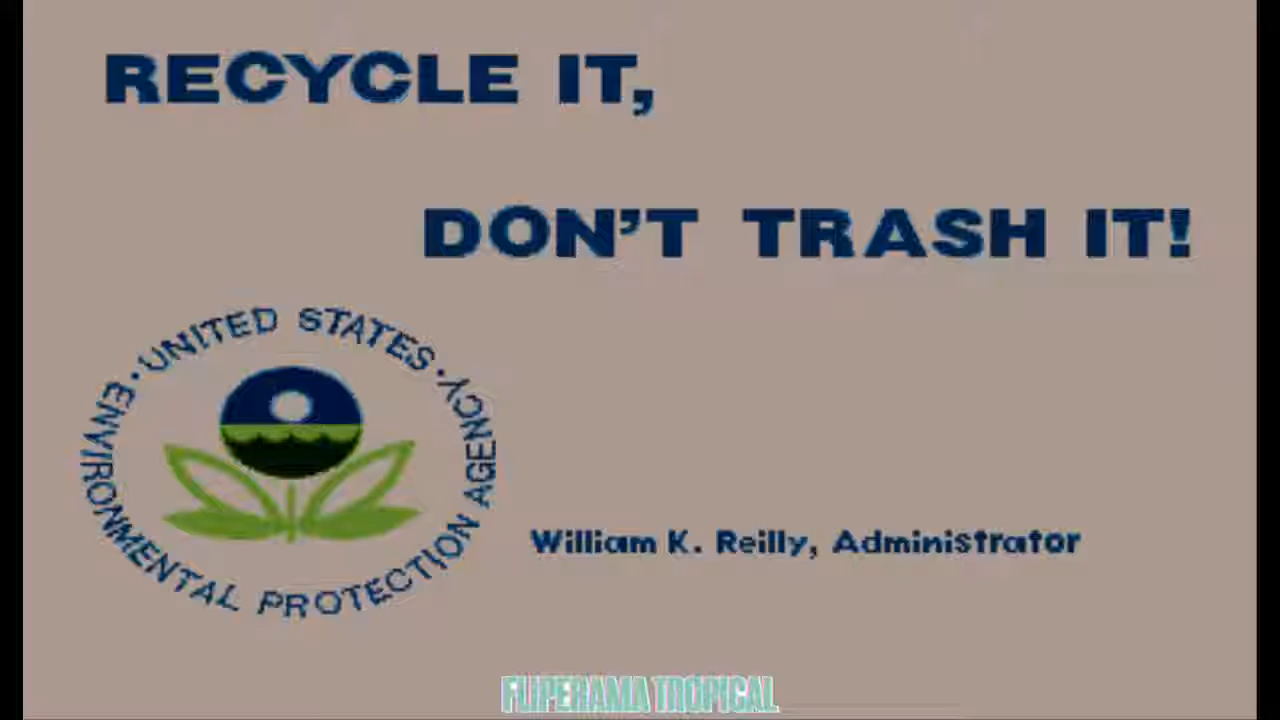 RECYCLE IT,
DON'T TRASH IT!
UNITED STATES
ENVIRONMENTAL PROTECTION AGENCY
William K. Reilly, Administrator
FLIPERAMA TROPICAL